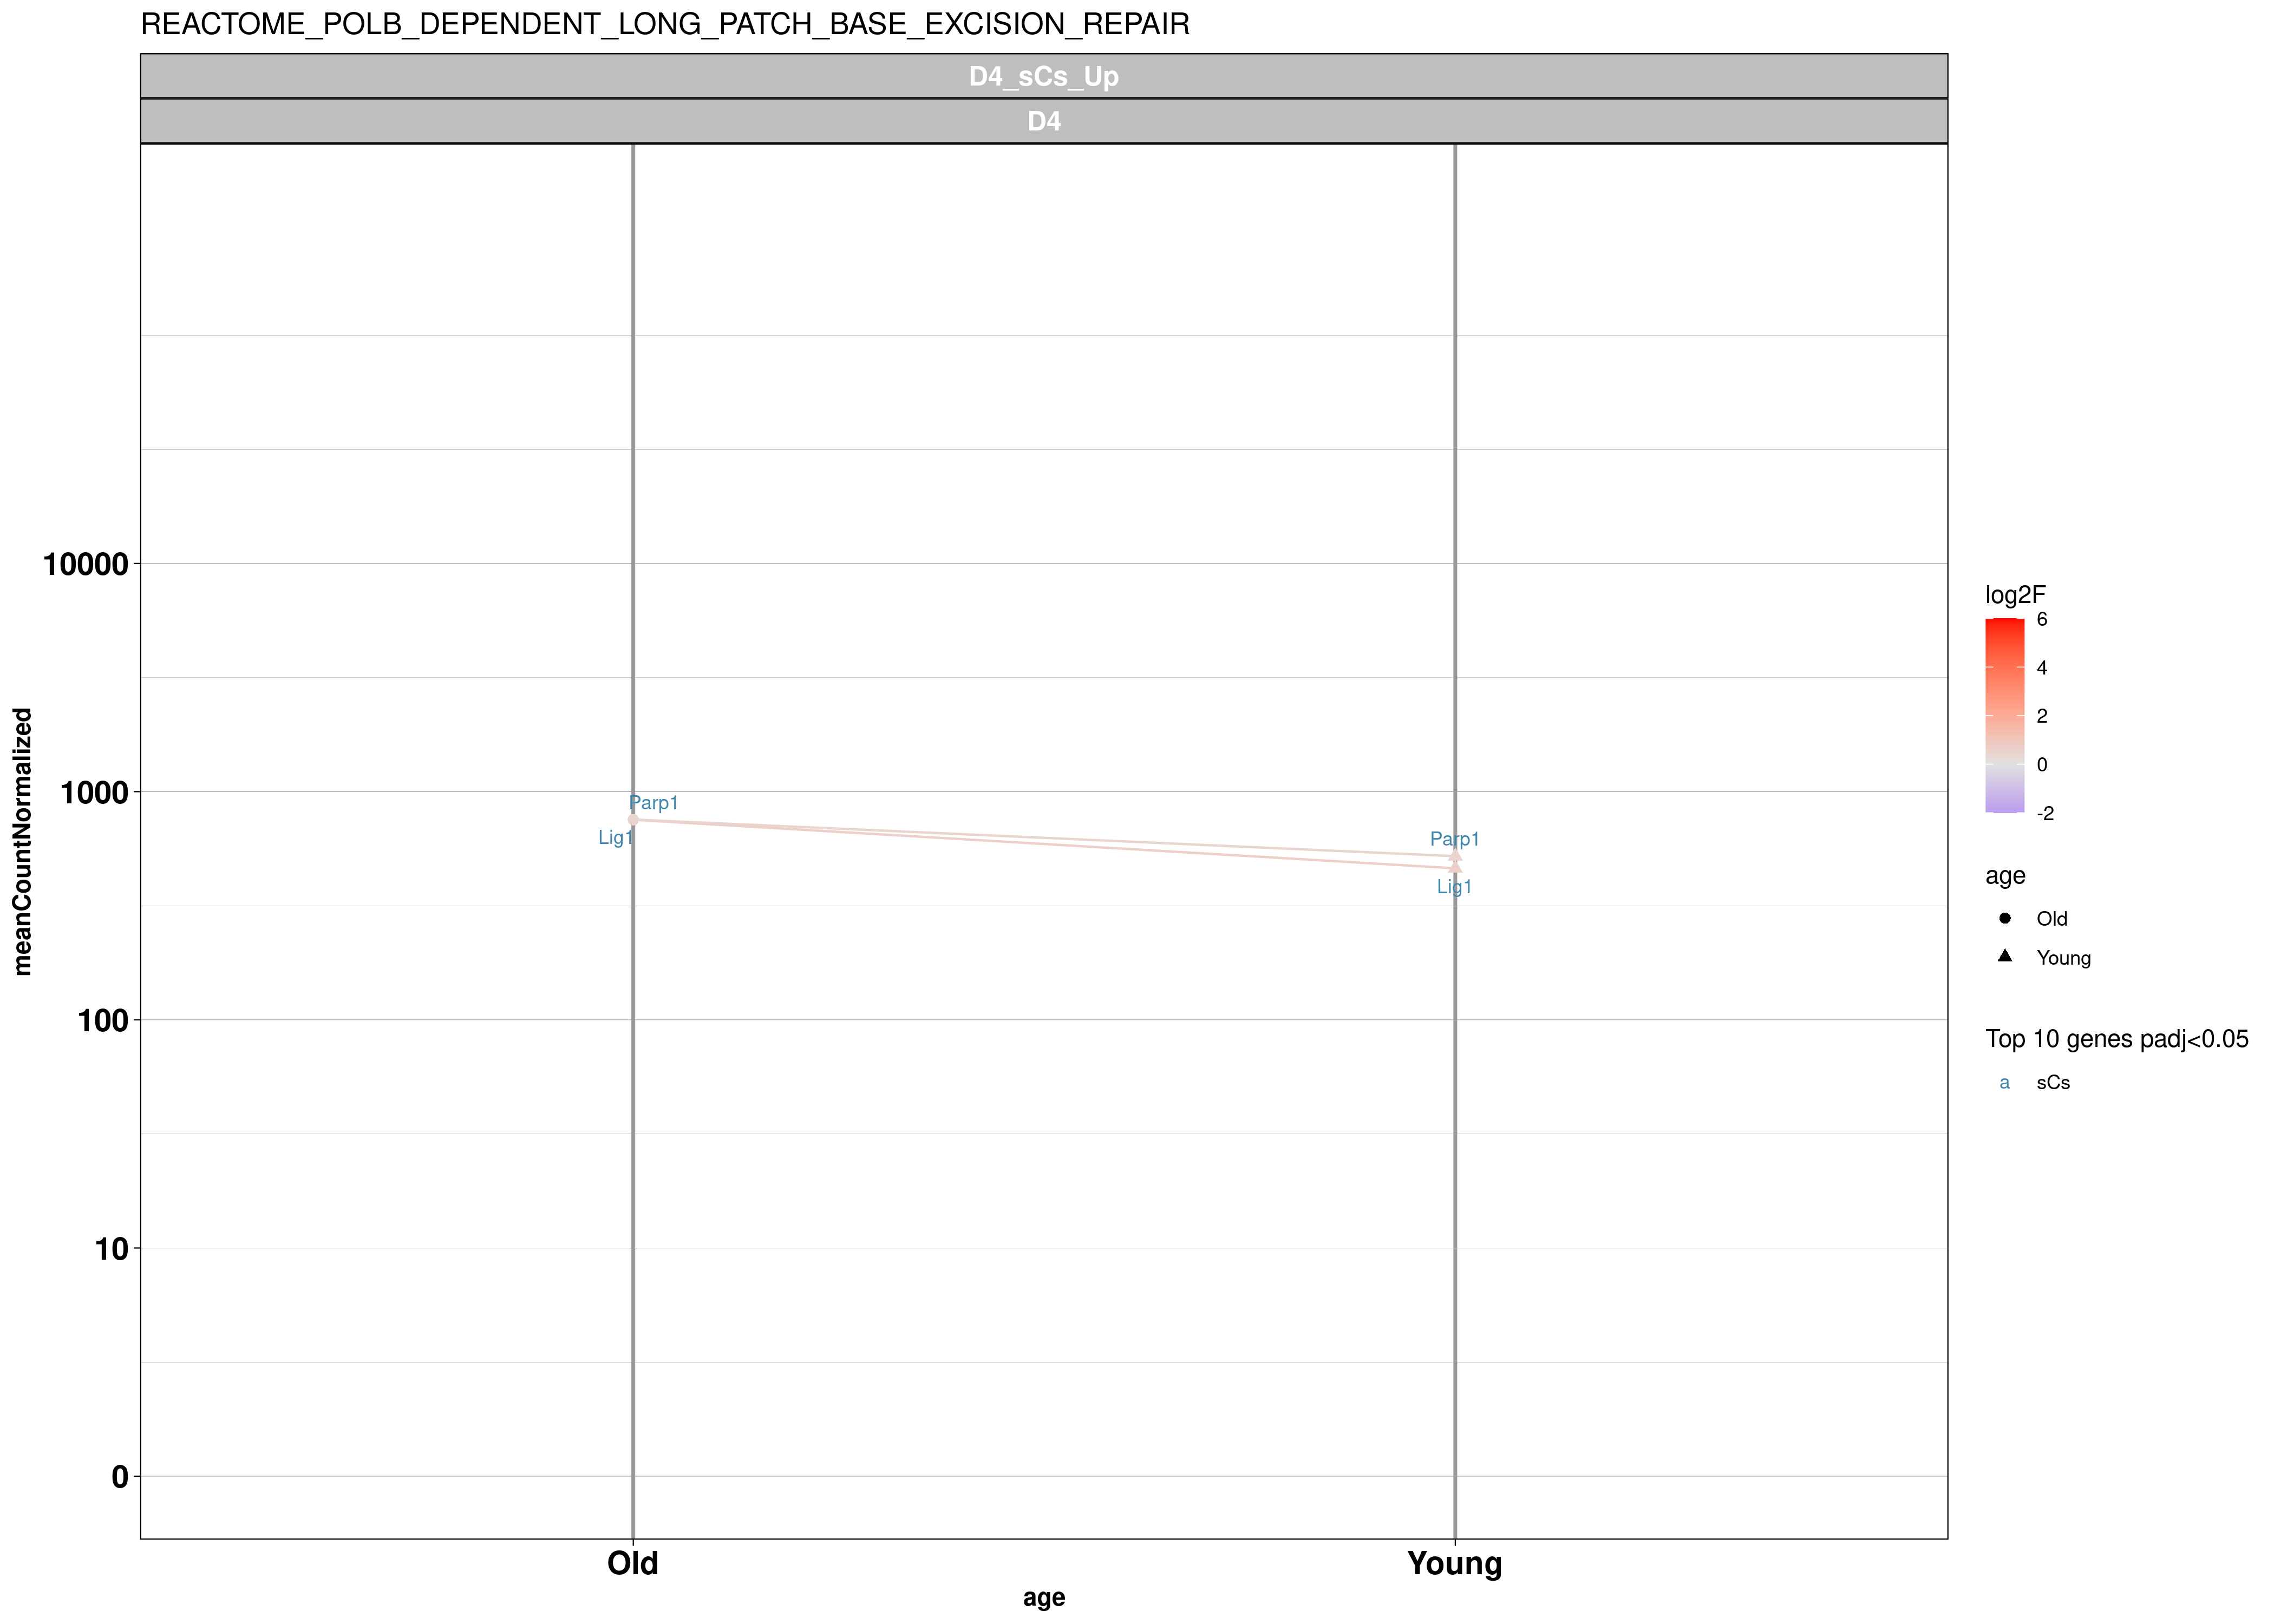 REACTOME_POLB_DEPENDENT_LONG_PATCH_BASE_EXCISION_REPAIR
D4_sCs_Up
D4
meanCountNormalized
10000
1000
100
10
0
Parp1
Lig1
Parp1
Lig1
Old
Young
age
log2F
6
4
2
0
-2
age
Old
Young
Top 10 genes padj<0.05
a sCs